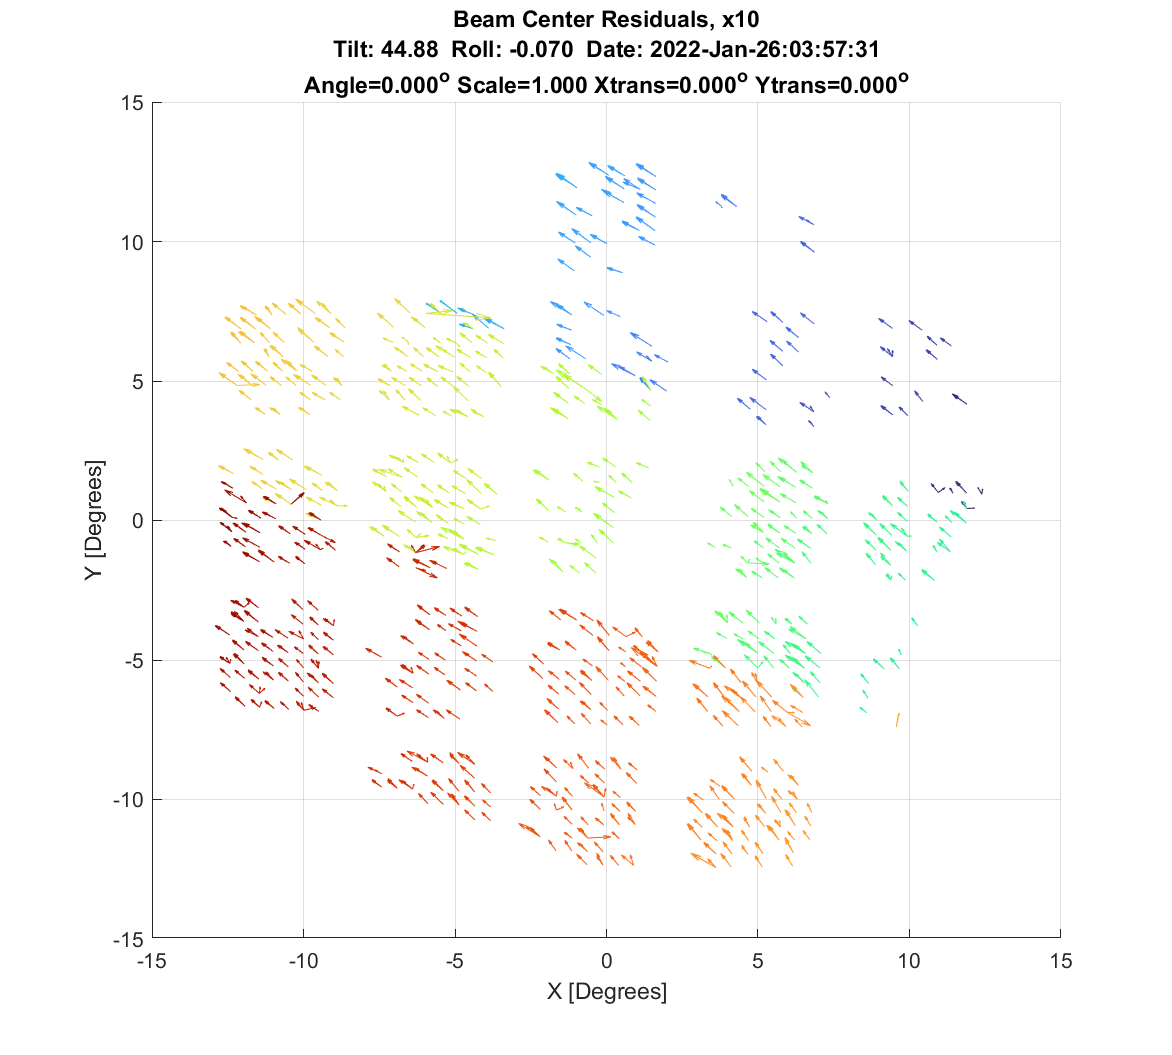 Beam Center Residuals, x10
Tilt: 44.88 Roll: -0.070 Date: 2022-Jan-26:03:57:31
Angle=0.000° Scale=1.000 Xtrans=0.000° Ytrans=0.000°
15
10
5
0
-5
-10
-15
Y [Degrees]
-15 -10 -5 0 5 10 15
X [Degrees]